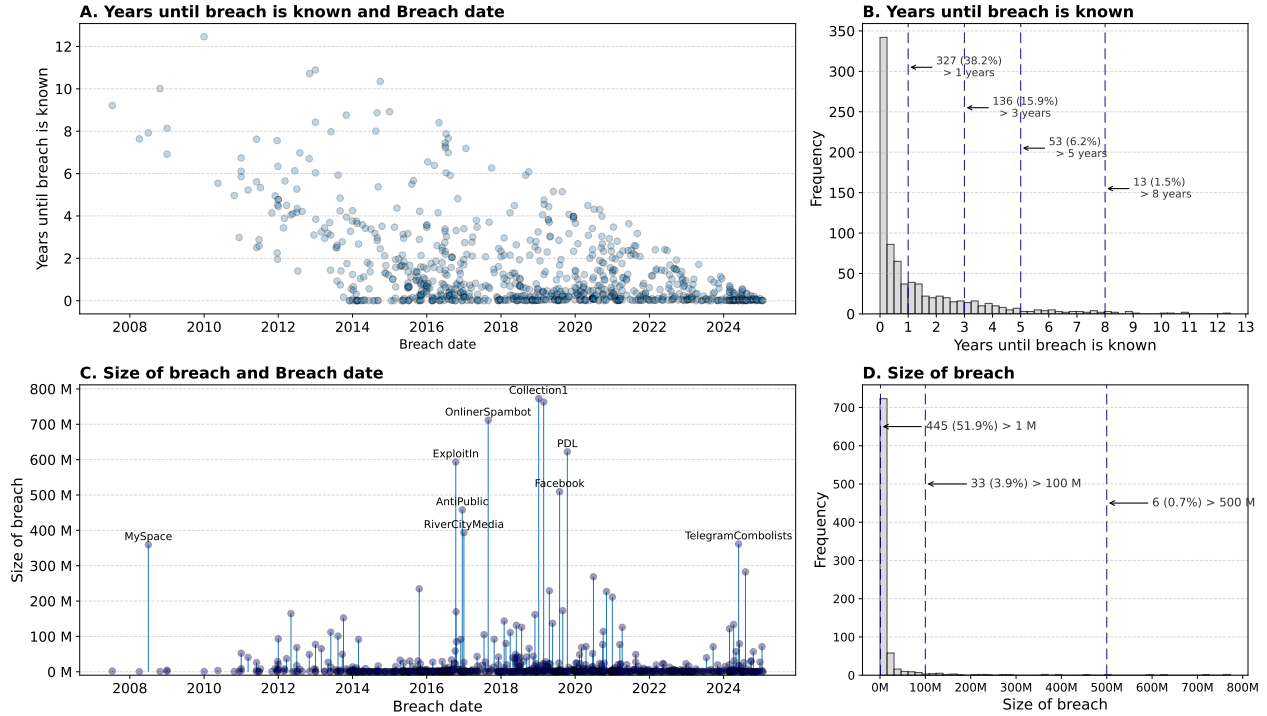 A. Years until breach is known and Breach date
Years until breach is known
12
10
8
6
4
2
0
2008 2010 2012 2014 2016 2018 2020 2022 2024
Breach date
B. Years until breach is known
Frequency
350
300
250
200
150
100
50
0
327 (38.2%)
> 1 years
136 (15.9%)
> 3 years
53 (6.2%)
> 5 years
13 (1.5%)
> 8 years
0 1 2 3 4 5 6 7 8 9 10 11 12 13
Years until breach is known
C. Size of breach and Breach date
Size of breach
800 M
700 M
600 M
500 M
400 M
300 M
200 M
100 M
0 M
Collection1
OnlinerSpambot
PDL
ExploitIn
Facebook
AntiPublic
RiverCityMedia
MySpace
TelegramCombolists
2008 2010 2012 2014 2016 2018 2020 2022 2024
Breach date
D. Size of breach
Frequency
700
600
500
400
300
200
100
0
445 (51.9%) > 1 M
33 (3.9%) > 100 M
6 (0.7%) > 500 M
0M 100M 200M 300M 400M 500M 600M 700M 800M
Size of breach